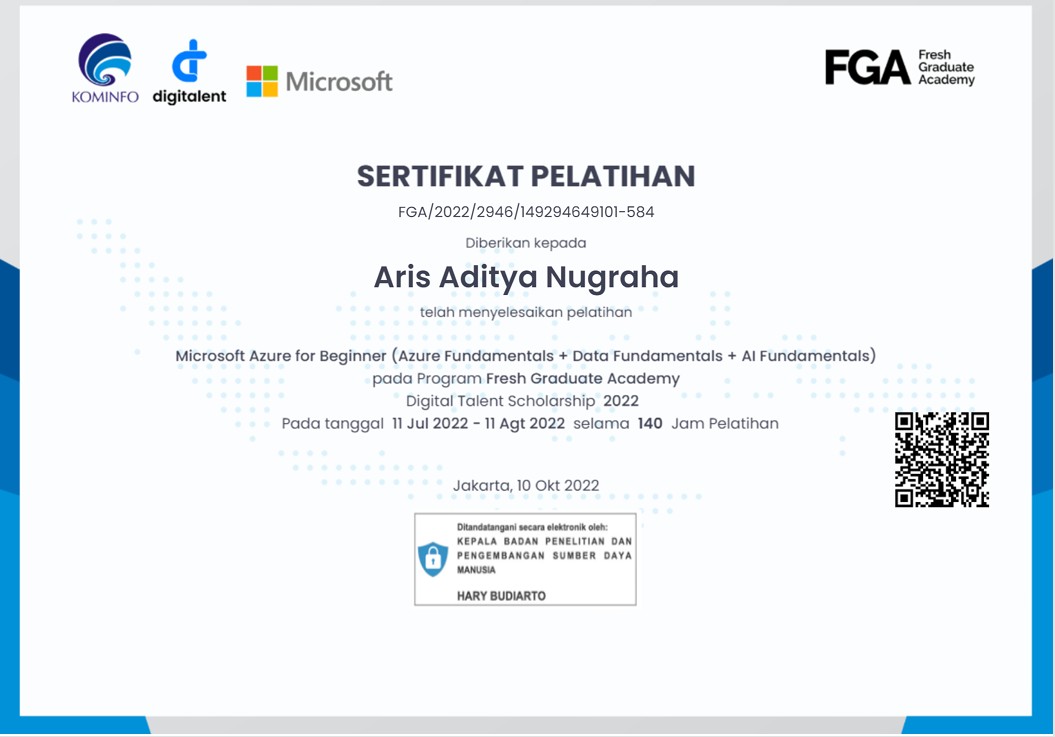 KOMINFO
digitalent
Microsoft
FGA
Fresh
Graduate
Academy
SERTIFIKAT PELATIHAN
FGA/2022/2946/149294649101-584
Diberikan kepada
Aris Aditya Nugraha
telah menyelesaikan pelatihan
Microsoft Azure for Beginner (Azure Fundamentals + Data Fundamentals + AI Fundamentals)
pada Program Fresh Graduate Academy
Digital Talent Scholarship 2022
Pada tanggal 11 Jul 2022 - 11 Agt 2022 selama 140 Jam Pelatihan
Jakarta, 10 Okt 2022
Ditandatangani secara elektronik oleh:
KEPALA BADAN PENELITIAN DAN
PENGEMBANGAN SUMBER DAYA
MANUSIA
HARY BUDIARTO